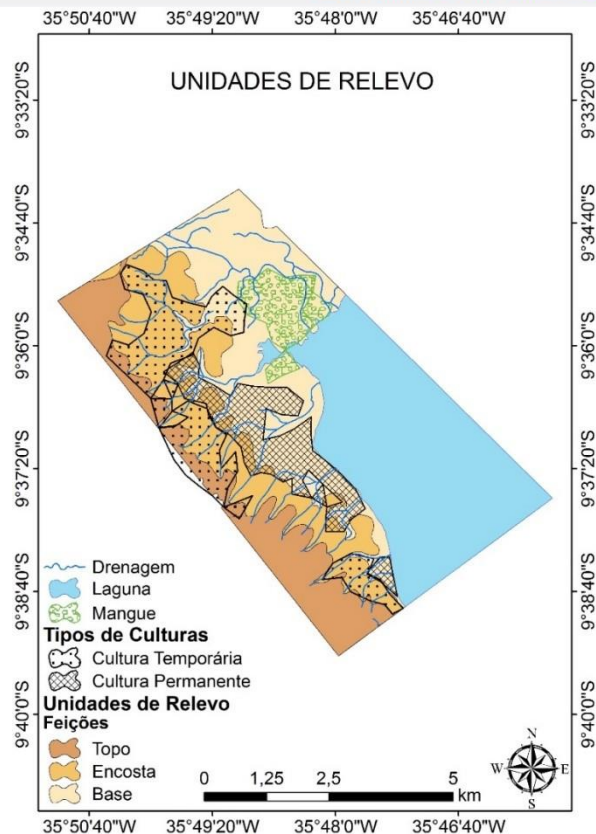 35°50'40"W 35°49'20"W 35°48'0"W 35°46'40"W
UNIDADES DE RELEVO
9°33'20"S 9°33'20"S
9°34'40"S 9°34'40"S
9°36'0"S 9°36'0"S
9°37'20"S 9°37'20"S
9°38'40"S 9°38'40"S
9°40'0"S 9°40'0"S
Drenagem
Laguna
Mangue
Tipos de Culturas
Cultura Temporária
Cultura Permanente
Unidades de Relevo
Feições
Topo
Encosta
Base
0 1,25 2,5 5
km
N
W E
S
35°50'40"W 35°49'20"W 35°48'0"W 35°46'40"W